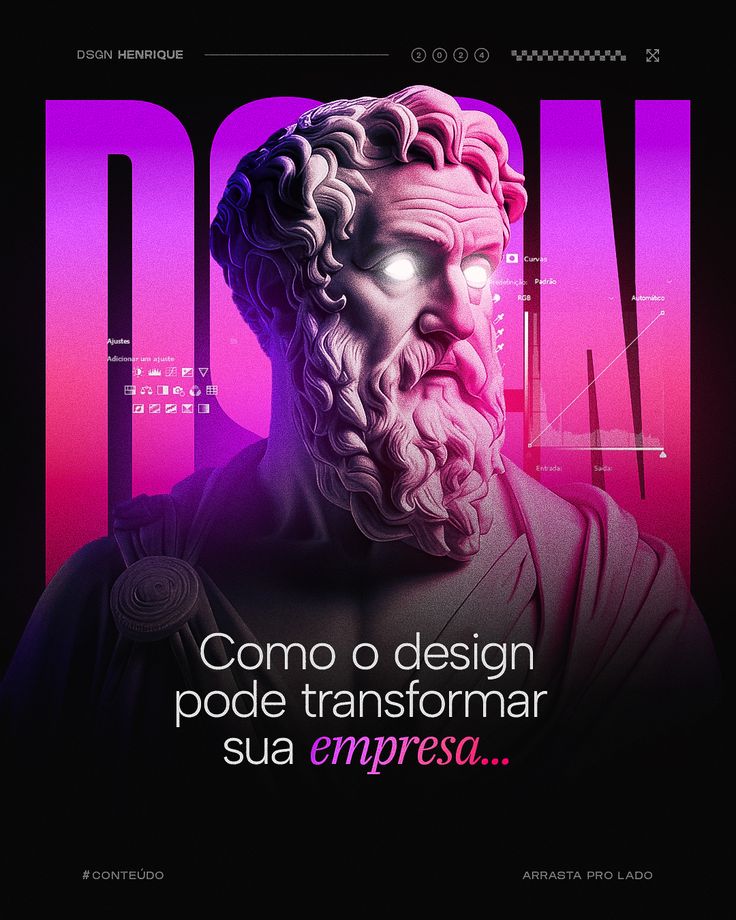 DSGN HENRIQUE
2024
DSGN
Curvas
Predefinição: Padrão
RGB Automático
Ajustes
Adicionar um ajuste
Entrada: Saída:
Como o design
pode transformar
sua empresa...
#CONTEÚDO
ARRASTA PRO LADO